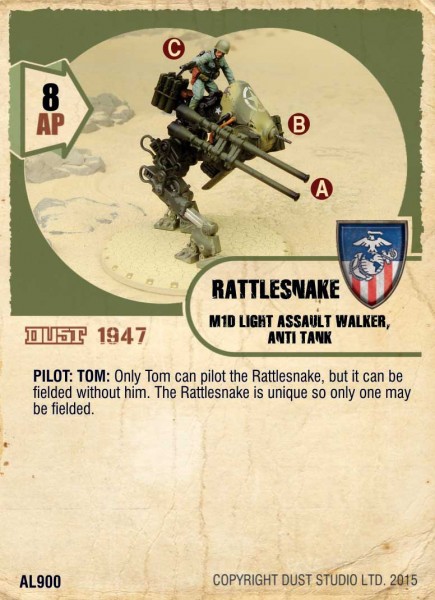 C
8
AP
B
A
RATTLESNAKE
M1D LIGHT ASSAULT WALKER,
ANTI TANK
DUST 1947
PILOT: TOM: Only Tom can pilot the Rattlesnake, but it can be
fielded without him. The Rattlesnake is unique so only one may
be fielded.
AL900
COPYRIGHT DUST STUDIO LTD. 2015